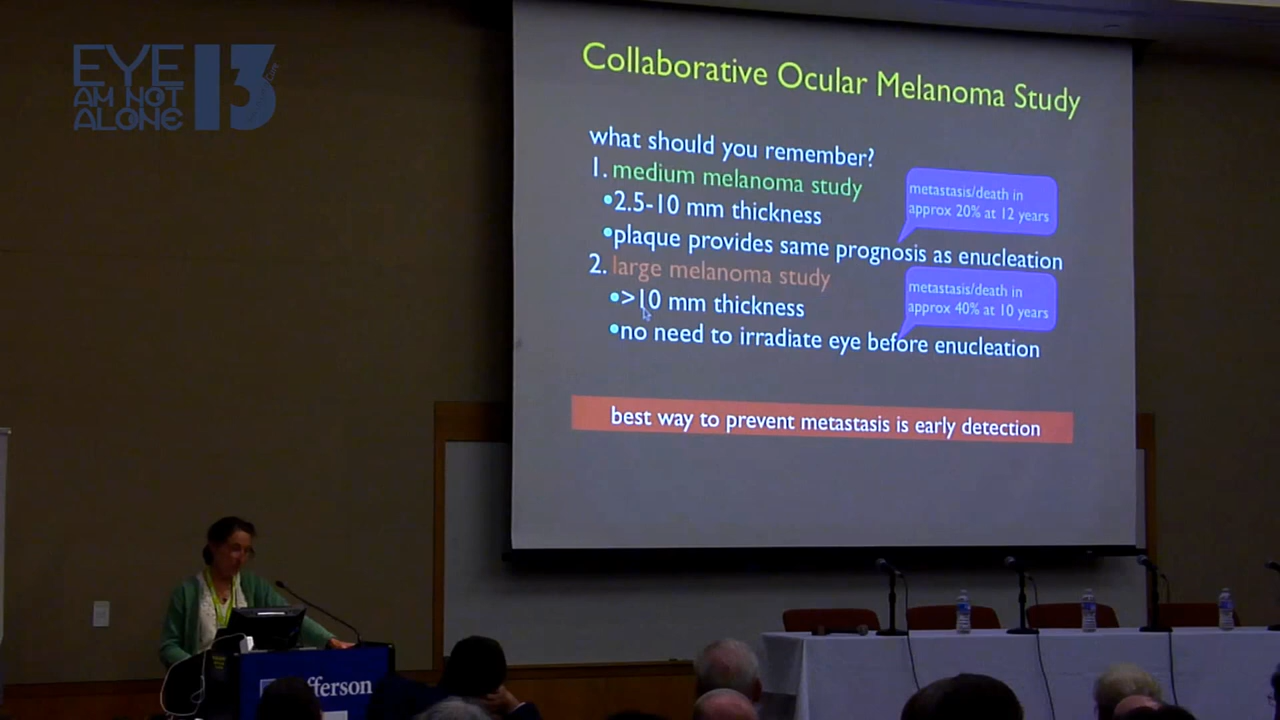 EYE
AM NOT
ALONE
13
Collaborative Ocular Melanoma Study
what should you remember?
1. medium melanoma study
•2.5-10 mm thickness
•plaque provides same prognosis as enucleation
metastasis/death in
approx 20% at 12 years
2. large melanoma study
•>10 mm thickness
•no need to irradiate eye before enucleation
metastasis/death in
approx 40% at 10 years
best way to prevent metastasis is early detection
fferson